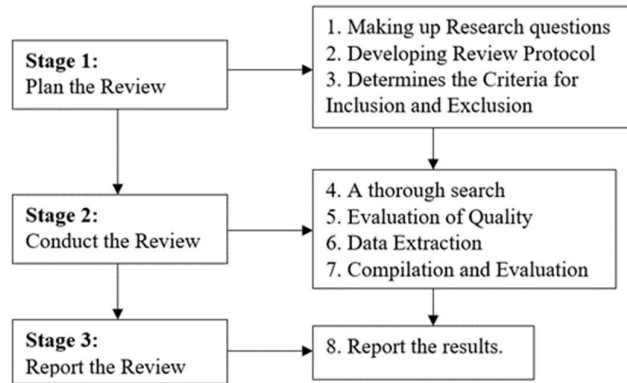 Stage 1:
Plan the Review
1. Making up Research questions
2. Developing Review Protocol
3. Determines the Criteria for
Inclusion and Exclusion
Stage 2:
Conduct the Review
4. A thorough search
5. Evaluation of Quality
6. Data Extraction
7. Compilation and Evaluation
Stage 3:
Report the Review
8. Report the results.